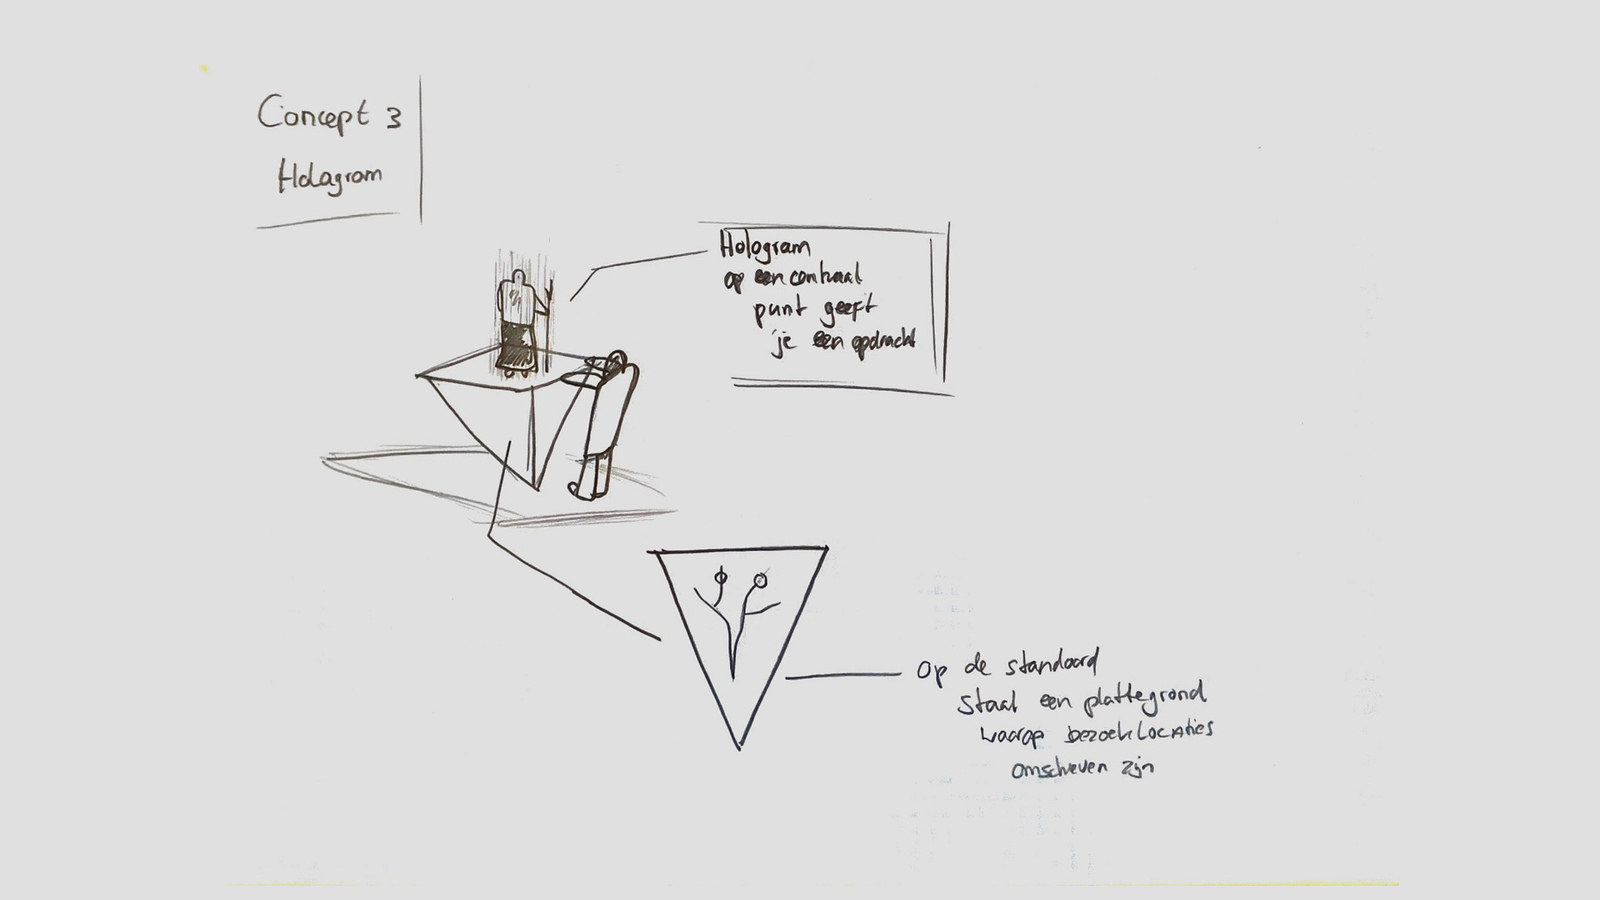 Concept 3
Hologram
Hologram
op een centraal
punt geeft
je een opdracht
Op de standaard
staat een plattegrond
waarop bezoeklocaties
omschreven zijn